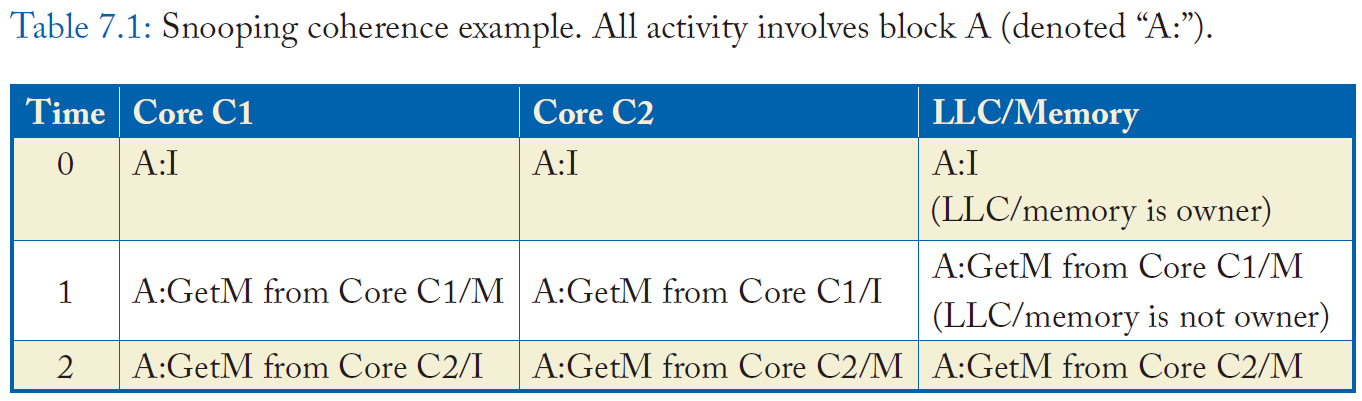 Table 7.1: Snooping coherence example. All activity involves block A (denoted “A:”).
Time Core C1 Core C2 LLC/Memory
0 A:I A:I A:I
(LLC/memory is owner)
1 A:GetM from Core C1/M A:GetM from Core C1/I A:GetM from Core C1/M
(LLC/memory is not owner)
2 A:GetM from Core C2/I A:GetM from Core C2/M A:GetM from Core C2/M